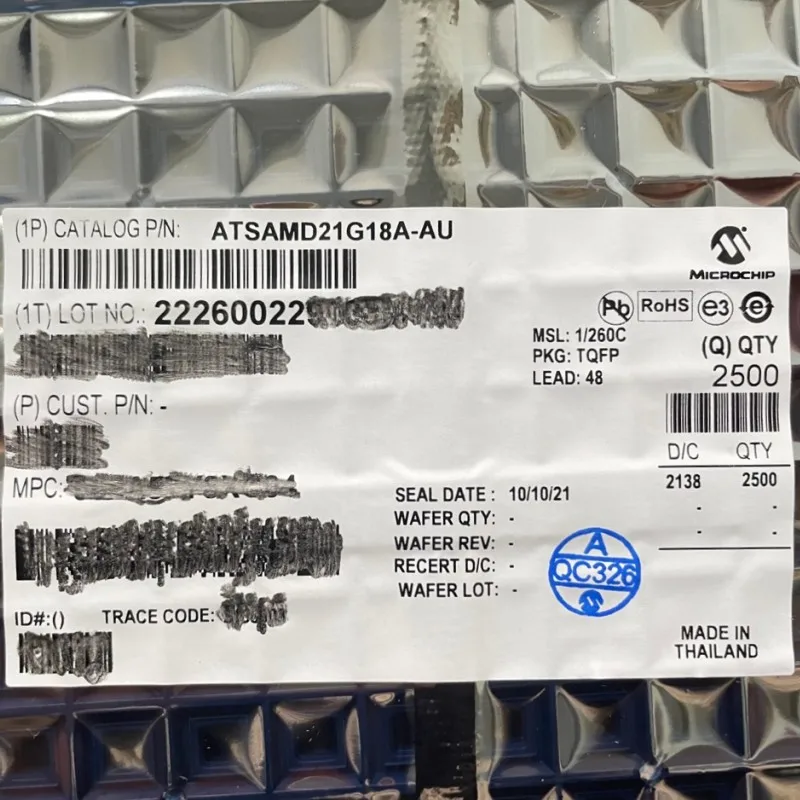 (1P) CATALOG P/N: ATSAMD21G18A-AU
MICROCHIP
(1T) LOT NO.: 22260022
Pb RoHS e3 e
MSL: 1/260C
PKG: TQFP
LEAD: 48
(Q) QTY
2500
(P) CUST. P/N: -
D/C QTY
2138 2500
- -
- -
MPC:
SEAL DATE : 10/10/21
WAFER QTY: -
WAFER REV: -
RECERT D/C: -
WAFER LOT: -
A
QC326
ID#:() TRACE CODE:
MADE IN
THAILAND